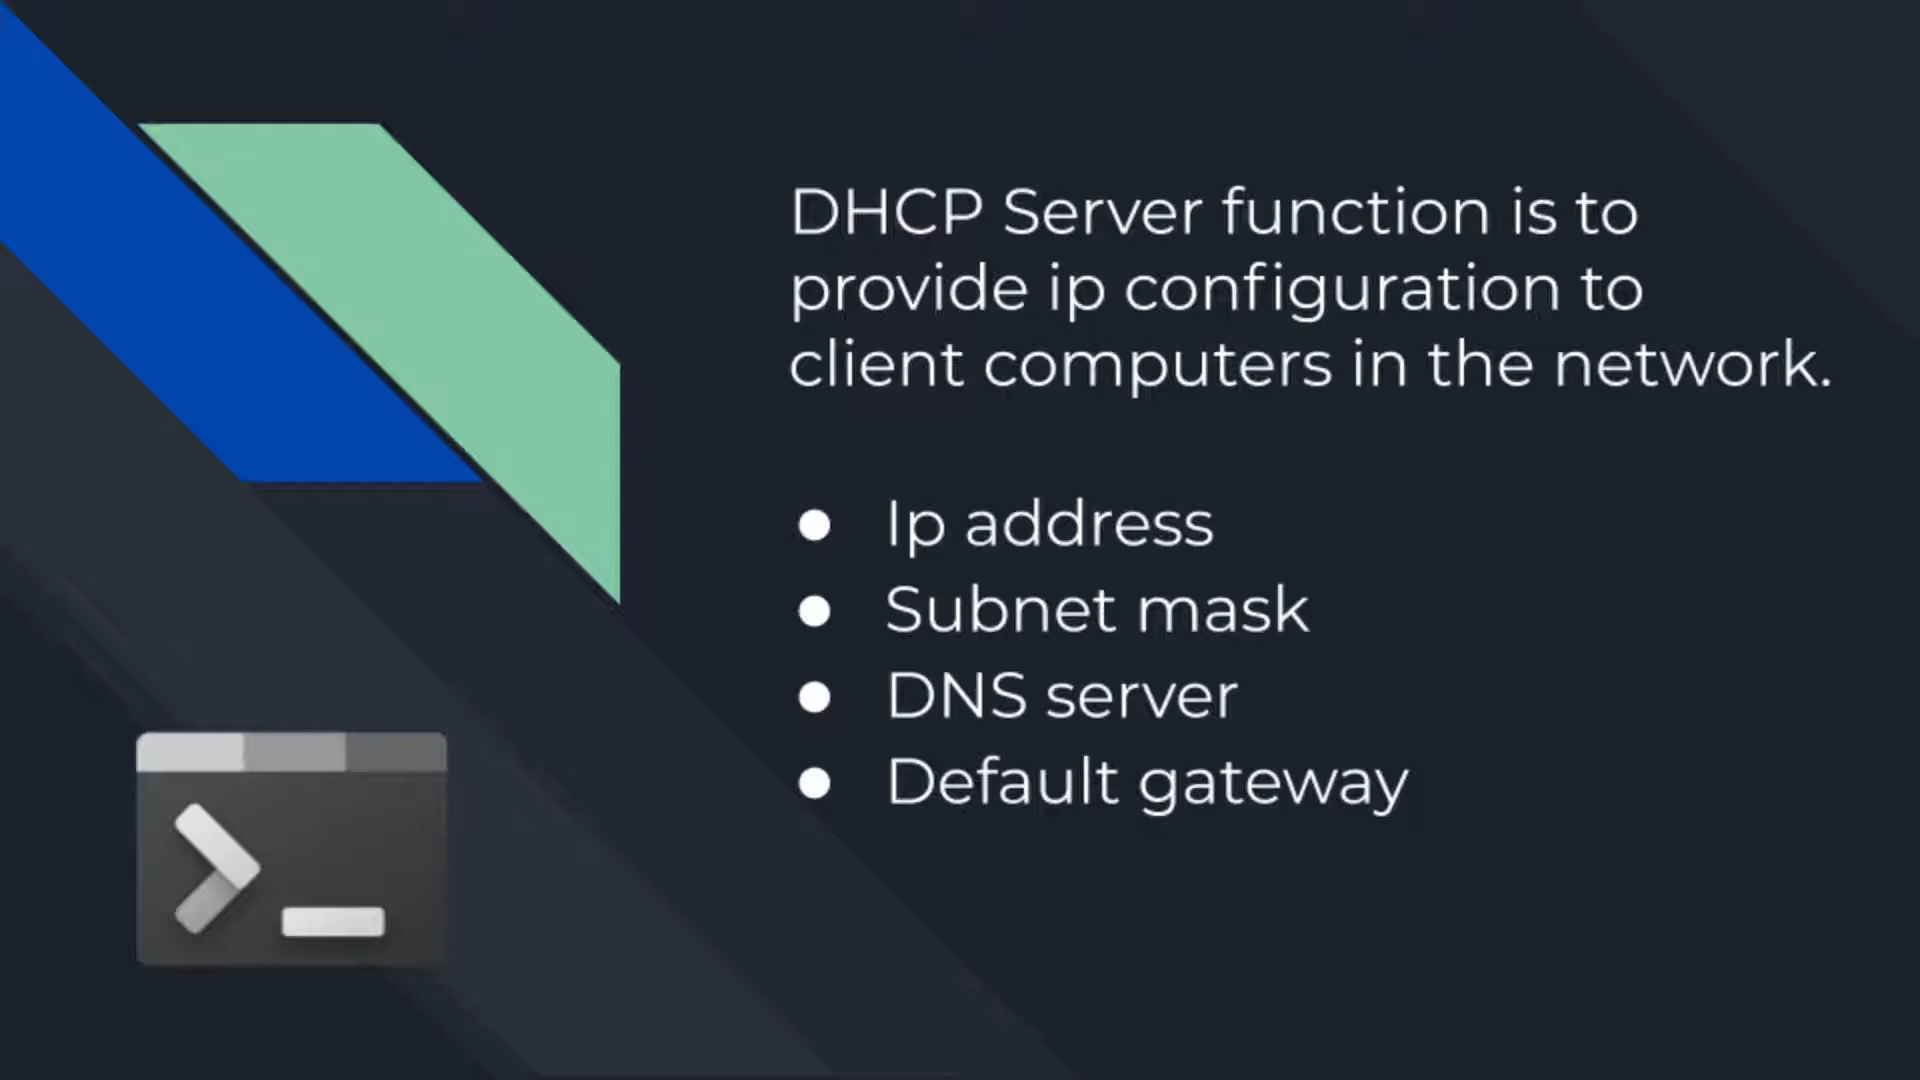 DHCP Server function is to
provide ip configuration to
client computers in the network.
● Ip address
● Subnet mask
● DNS server
● Default gateway